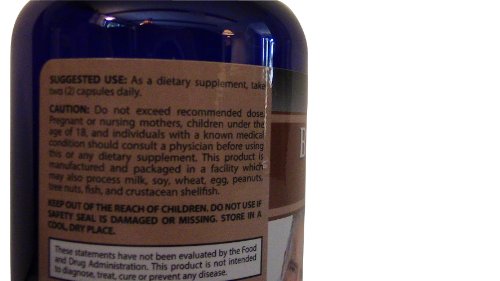 SUGGESTED USE: As a dietary supplement, take
two (2) capsules daily.
CAUTION: Do not exceed recommended dose.
Pregnant or nursing mothers, children under the
age of 18, and individuals with a known medical
condition should consult a physician before using
this or any dietary supplement. This product is
manufactured and packaged in a facility which
may also process milk, soy, wheat, egg, peanuts,
tree nuts, fish, and crustacean shellfish.
KEEP OUT OF THE REACH OF CHILDREN. DO NOT USE IF
SAFETY SEAL IS DAMAGED OR MISSING. STORE IN A
COOL, DRY PLACE.
These statements have not been evaluated by the Food
and Drug Administration. This product is not intended
to diagnose, treat, cure or prevent any disease.